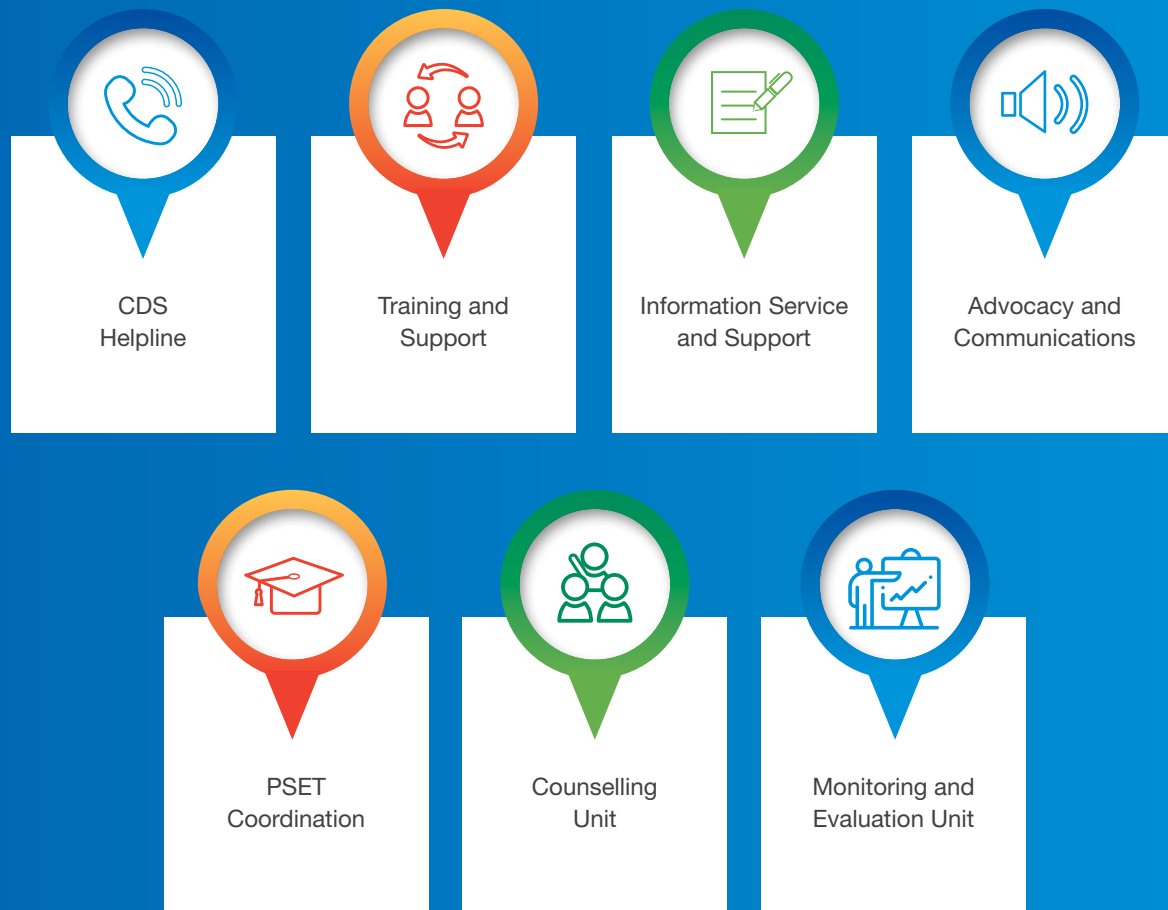 CDS
Helpline
Training and
Support
Information Service
and Support
Advocacy and
Communications
PSET
Coordination
Counselling
Unit
Monitoring and
Evaluation Unit